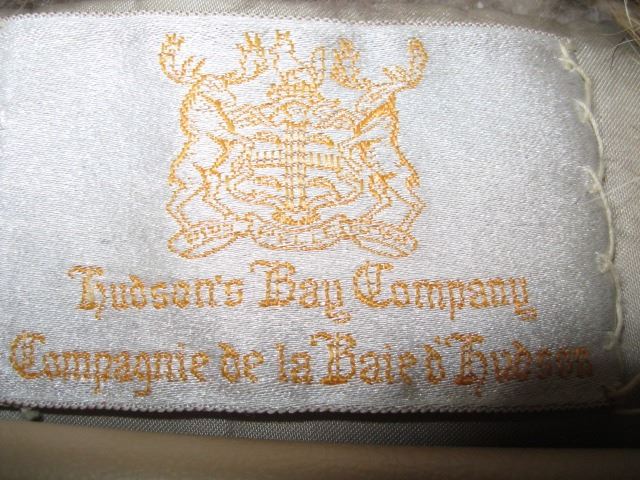 Hudson's Bay Company
Compagnie de la Baie d'Hudson